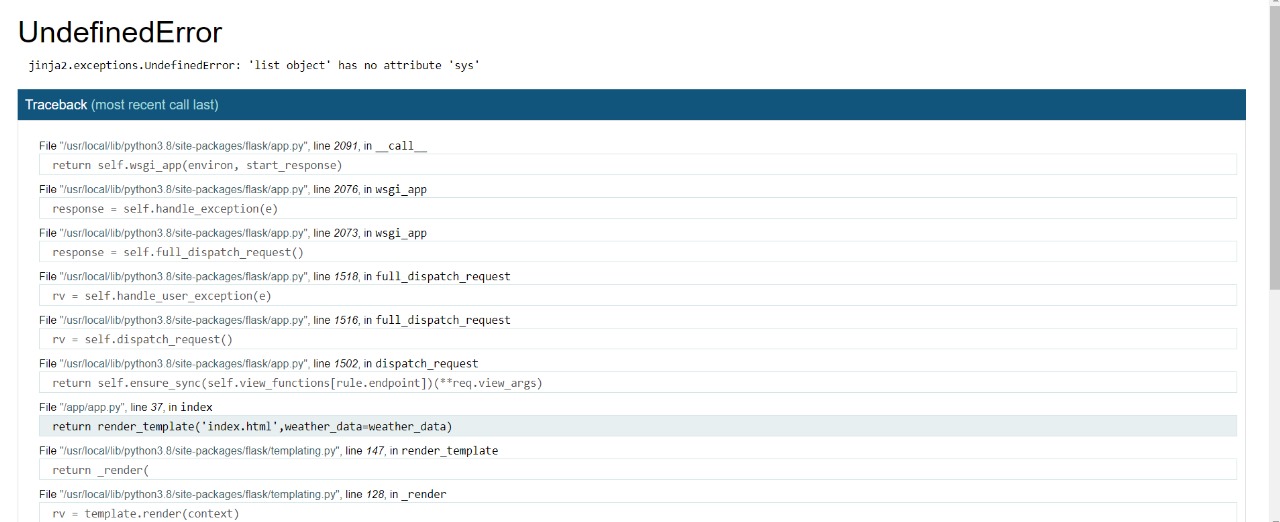 UndefinedError
jinja2.exceptions.UndefinedError: 'list object' has no attribute 'sys'
Traceback (most recent call last)
File "/usr/local/lib/python3.8/site-packages/flask/app.py", line 2091, in __call__
return self.wsgi_app(environ, start_response)
File "/usr/local/lib/python3.8/site-packages/flask/app.py", line 2076, in wsgi_app
response = self.handle_exception(e)
File "/usr/local/lib/python3.8/site-packages/flask/app.py", line 2073, in wsgi_app
response = self.full_dispatch_request()
File "/usr/local/lib/python3.8/site-packages/flask/app.py", line 1518, in full_dispatch_request
rv = self.handle_user_exception(e)
File "/usr/local/lib/python3.8/site-packages/flask/app.py", line 1516, in full_dispatch_request
rv = self.dispatch_request()
File "/usr/local/lib/python3.8/site-packages/flask/app.py", line 1502, in dispatch_request
return self.ensure_sync(self.view_functions[rule.endpoint])(**req.view_args)
File "/app/app.py", line 37, in index
return render_template('index.html',weather_data=weather_data)
File "/usr/local/lib/python3.8/site-packages/flask/templating.py", line 147, in render_template
return _render(
File "/usr/local/lib/python3.8/site-packages/flask/templating.py", line 128, in _render
rv = template.render(context)